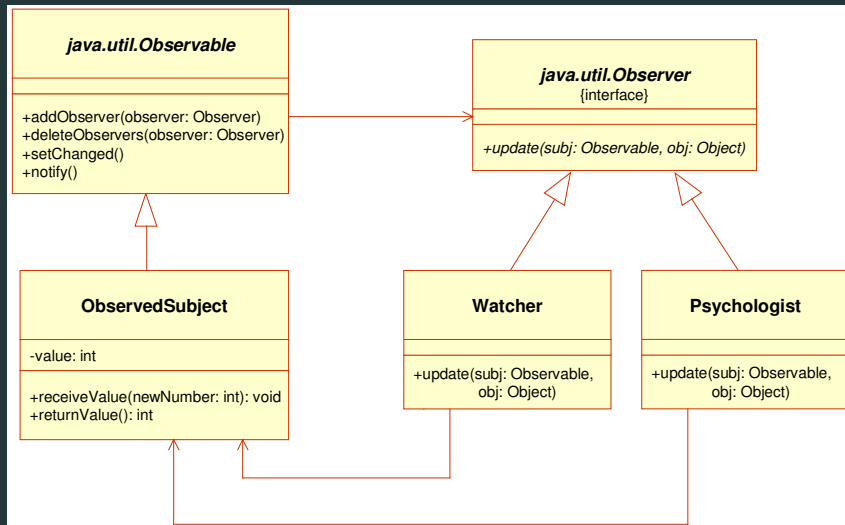 java.util.Observable
+addObserver(observer: Observer)
+deleteObservers(observer: Observer)
+setChanged()
+notify()
java.util.Observer
{interface}
+update(subj: Observable, obj: Object)
ObservedSubject
-value: int
+receiveValue(newNumber: int): void
+returnValue(): int
Watcher
+update(subj: Observable,
obj: Object)
Psychologist
+update(subj: Observable,
obj: Object)